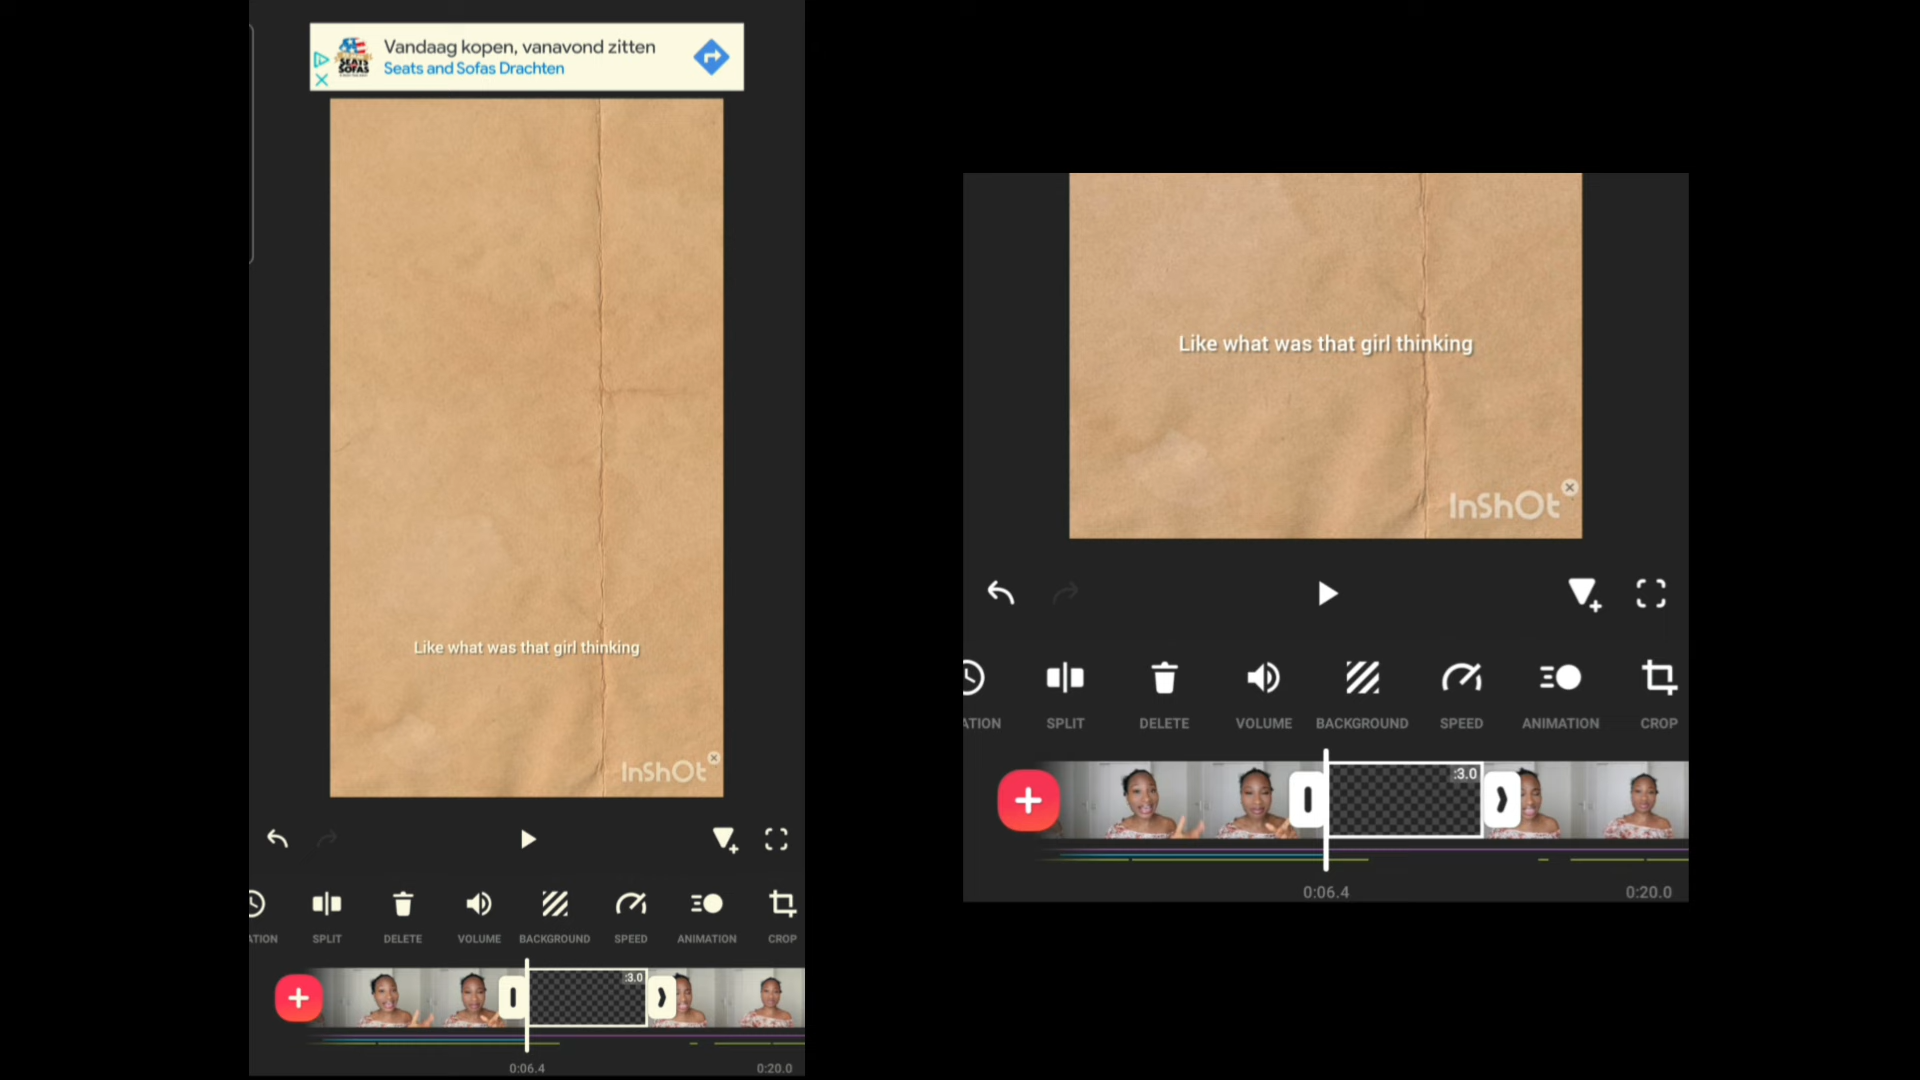 Vandaag kopen, vanavond zitten
Seats and Sofas Drachten
SEATS
SOFAS
Like what was that girl thinking
InShOt
ATION SPLIT DELETE VOLUME BACKGROUND SPEED ANIMATION CROP
:3.0
0:06.4 0:20.0
Like what was that girl thinking
InShOt
ATION SPLIT DELETE VOLUME BACKGROUND SPEED ANIMATION CROP
:3.0
0:06.4 0:20.0